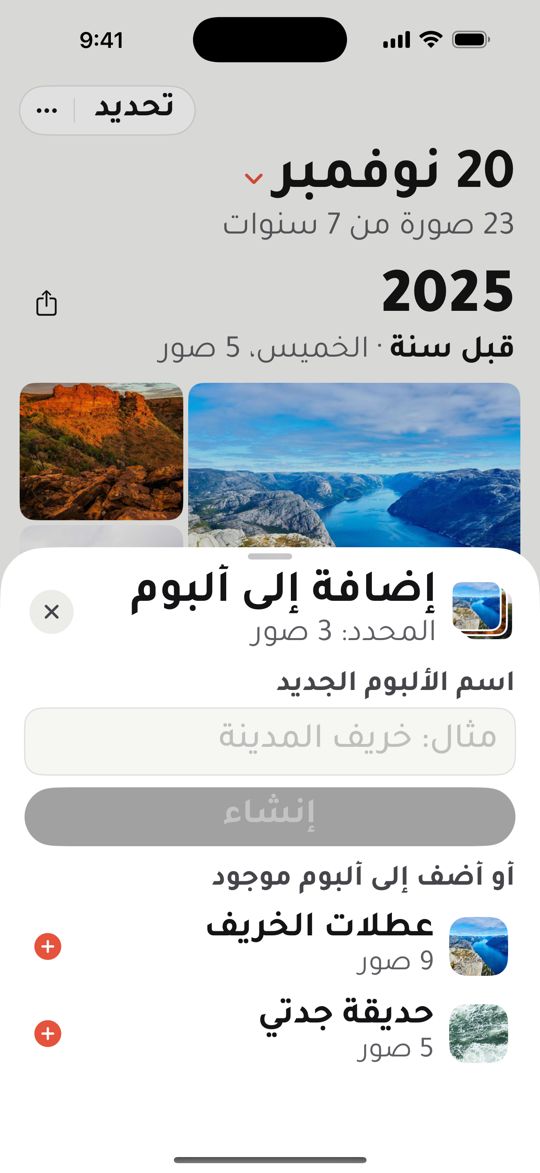 9:41
تحديد
20 نوفمبر
23 صورة من 7 سنوات
2025
قبل سنة · الخميس، 5 صور
إضافة إلى ألبوم
المحدد: 3 صور
اسم الألبوم الجديد
مثال: خريف المدينة
إنشاء
أو أضف إلى ألبوم موجود
عطلات الخريف
9 صور
حديقة جدتي
5 صور